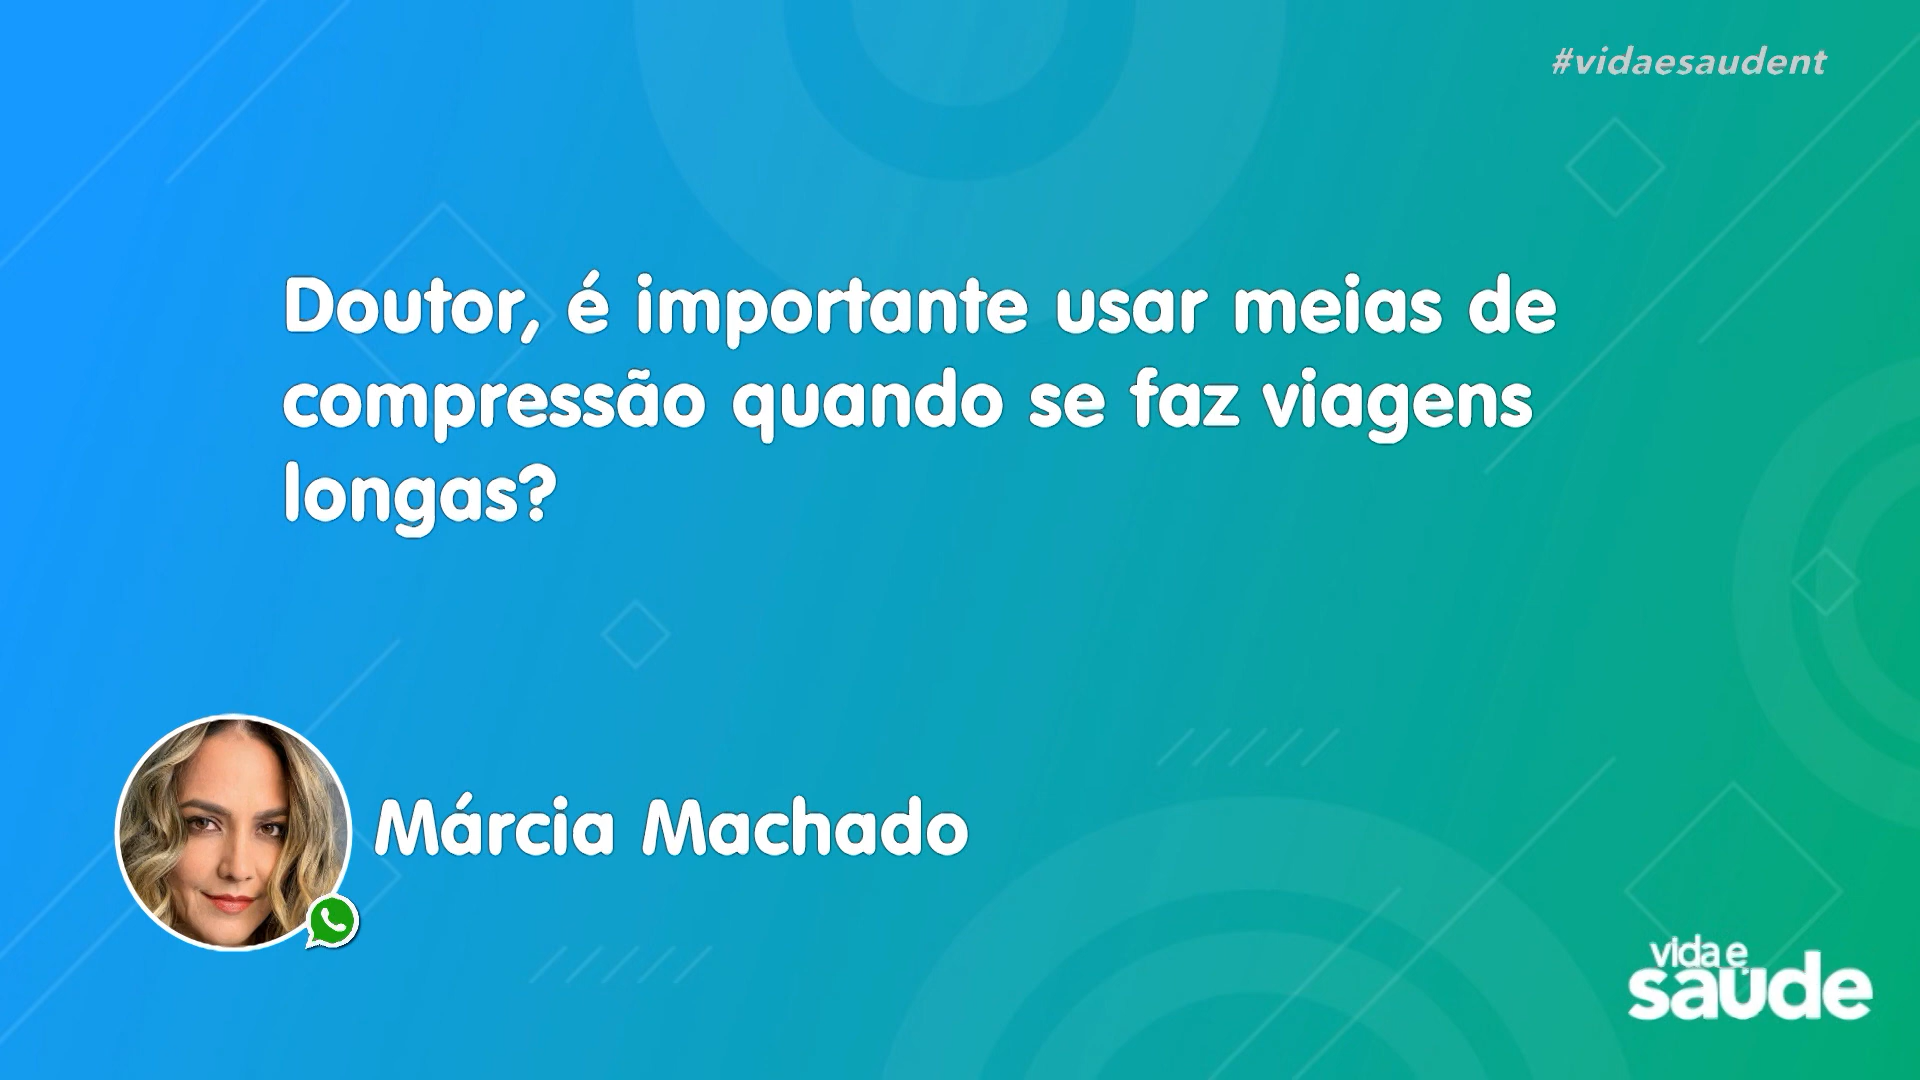 #vidaesaudent
Doutor, é importante usar meias de
compressão quando se faz viagens
longas?
Márcia Machado
vida e
saúde